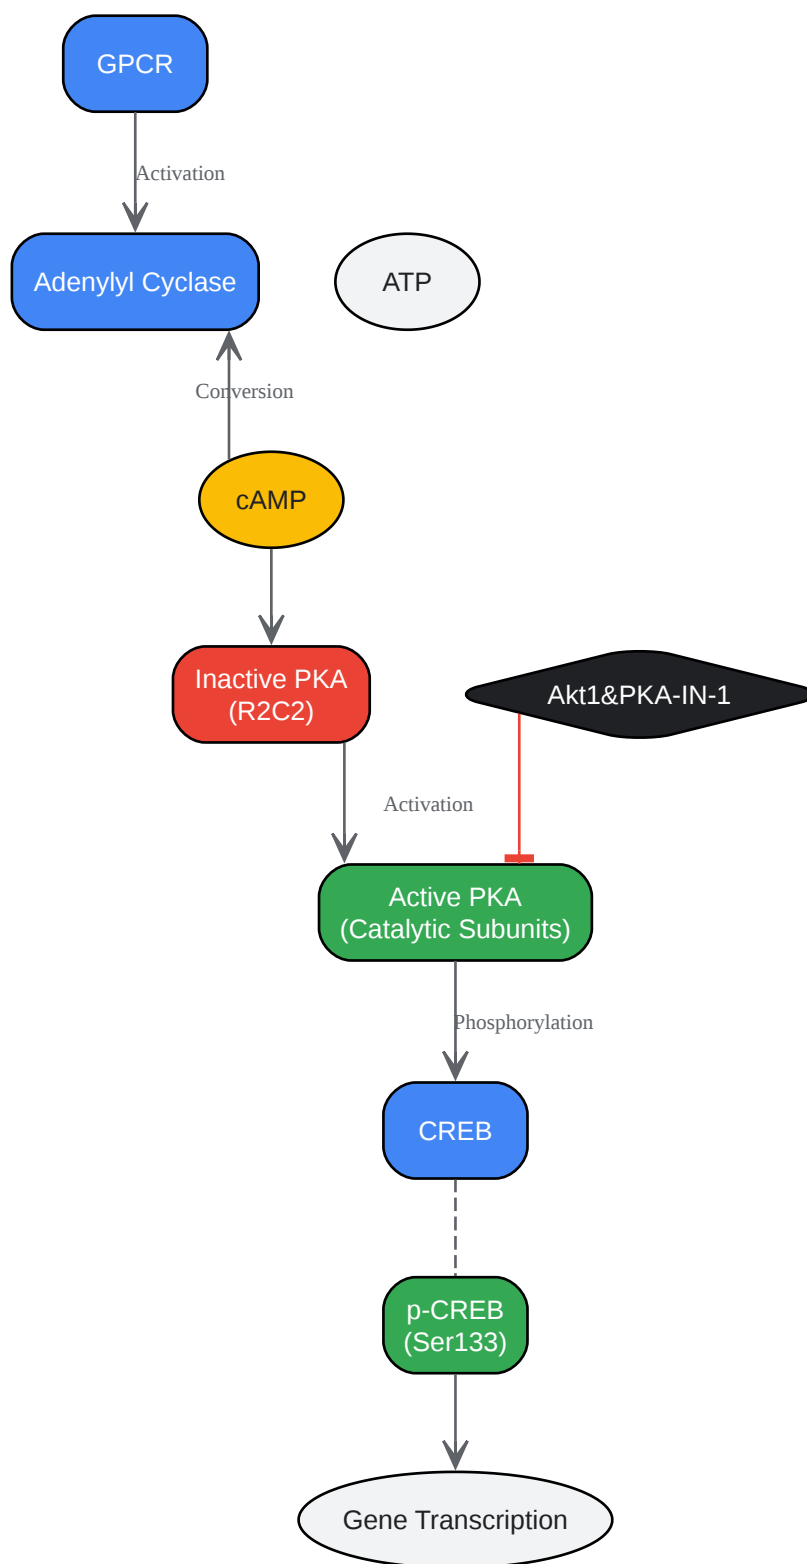 GPCR
Activation
Adenylyl Cyclase
ATP
Conversion
cAMP
Inactive PKA
(R2C2)
Akt1&PKA-IN-1
Activation
Active PKA
(Catalytic Subunits)
Phosphorylation
CREB
p-CREB
(Ser133)
Gene Transcription